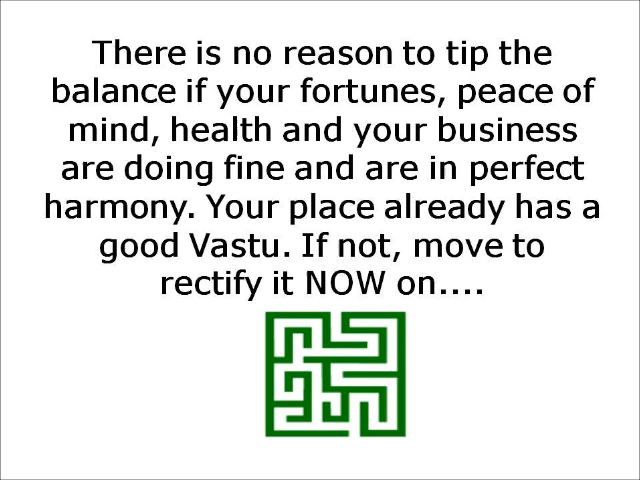 There is no reason to tip the
balance if your fortunes, peace of
mind, health and your business
are doing fine and are in perfect
harmony. Your place already has a
good Vastu. If not, move to
rectify it NOW on....